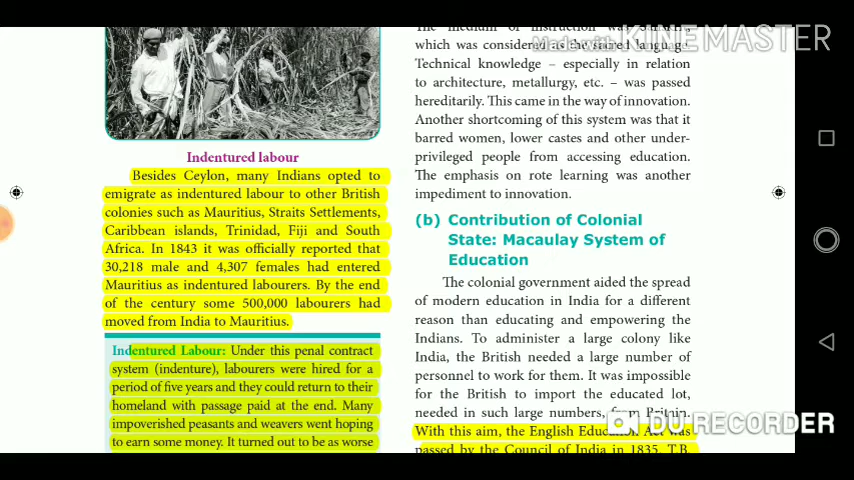 Indentured labour
Besides Ceylon, many Indians opted to
emigrate as indentured labour to other British
colonies such as Mauritius, Straits Settlements,
Caribbean islands, Trinidad, Fiji and South
Africa. In 1843 it was officially reported that
30,218 male and 4,307 females had entered
Mauritius as indentured labourers. By the end
of the century some 500,000 labourers had
moved from India to Mauritius.
Indentured Labour: Under this penal contract
system (indenture), labourers were hired for a
period of five years and they could return to their
homeland with passage paid at the end. Many
impoverished peasants and weavers went hoping
to earn some money. It turned out to be as worse
The medium of instruction was
which was considered as the sacred language.
Technical knowledge – especially in relation
to architecture, metallurgy, etc. – was passed
hereditarily. This came in the way of innovation.
Another shortcoming of this system was that it
barred women, lower castes and other under-
privileged people from accessing education.
The emphasis on rote learning was another
impediment to innovation.
(b) Contribution of Colonial
State: Macaulay System of
Education
The colonial government aided the spread
of modern education in India for a different
reason than educating and empowering the
Indians. To administer a large colony like
India, the British needed a large number of
personnel to work for them. It was impossible
for the British to import the educated lot,
needed in such large numbers, from Britain.
With this aim, the English Education Act was
passed by the Council of India in 1835. T.B.
Made with KINEMASTER
DU RECORDER